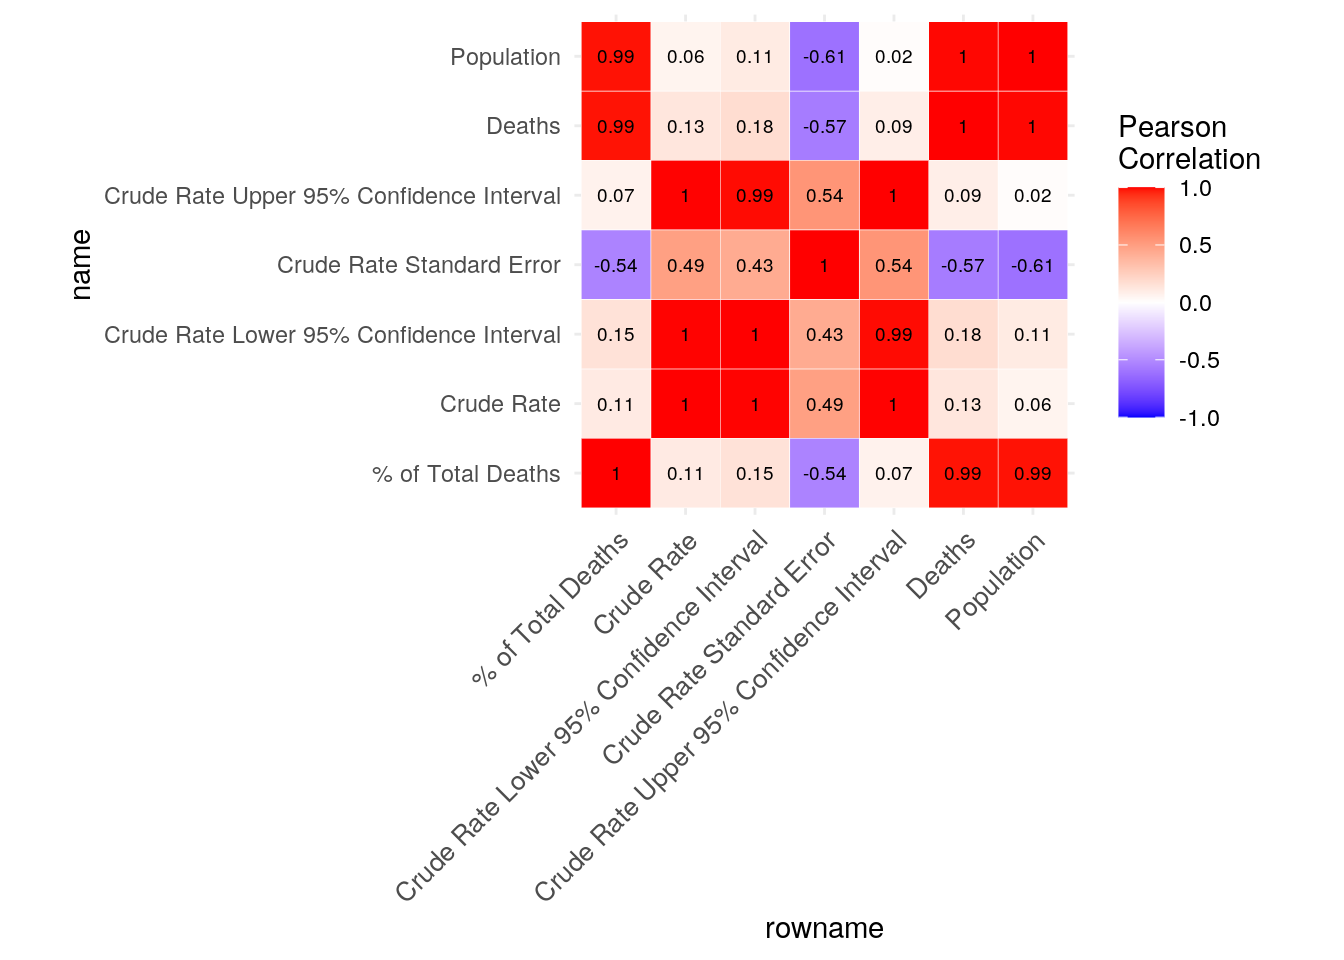 Population 0.99 0.06 0.11 -0.61 0.02 1 1
Deaths 0.99 0.13 0.18 -0.57 0.09 1 1
Crude Rate Upper 95% Confidence Interval 0.07 1 0.99 0.54 1 0.09 0.02
Crude Rate Standard Error -0.54 0.49 0.43 1 0.54 -0.57 -0.61
Crude Rate Lower 95% Confidence Interval 0.15 1 1 0.43 0.99 0.18 0.11
Crude Rate 0.11 1 1 0.49 1 0.13 0.06
% of Total Deaths 1 0.11 0.15 -0.54 0.07 0.99 0.99
name
% of Total Deaths
Crude Rate
Crude Rate Lower 95% Confidence Interval
Crude Rate Standard Error
Crude Rate Upper 95% Confidence Interval
Deaths
Population
rowname
Pearson
Correlation
1.0
0.5
0.0
-0.5
-1.0